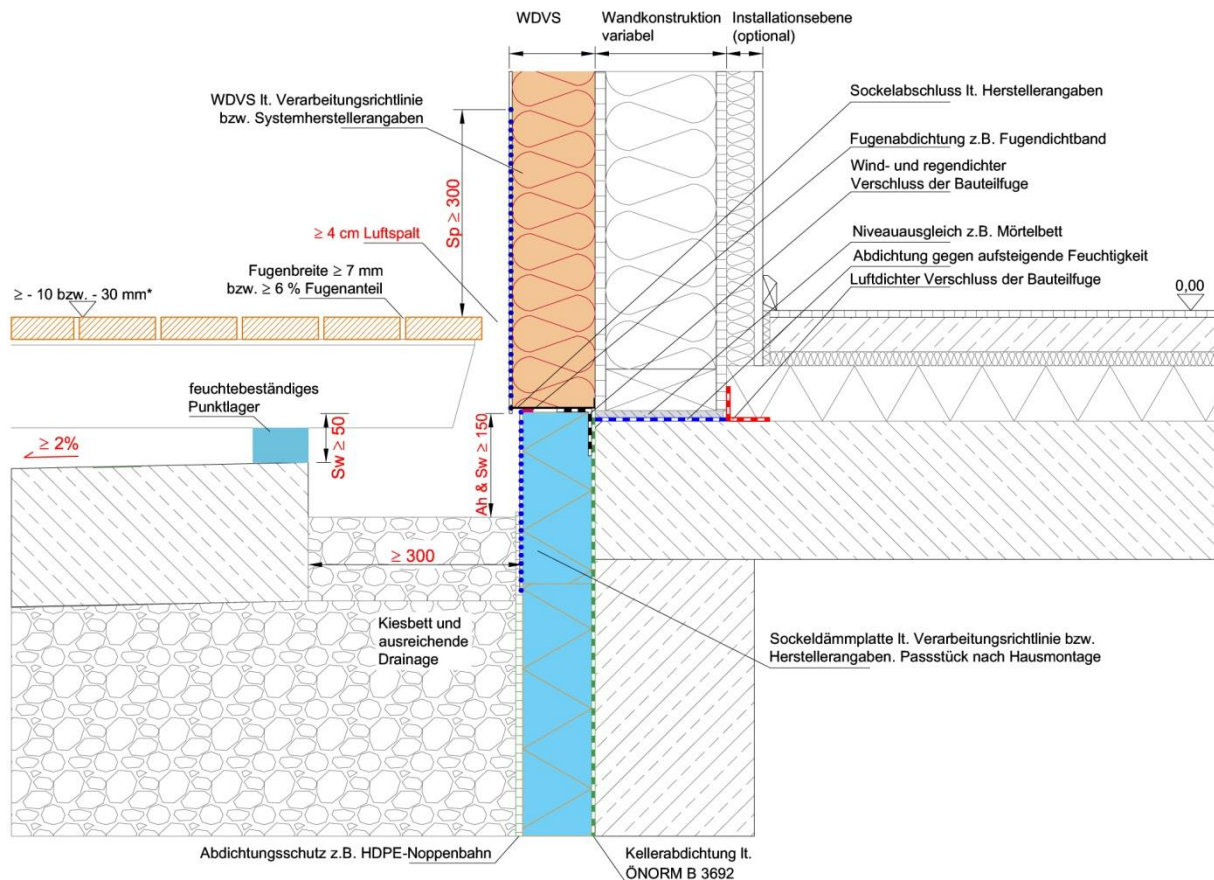 WDVS
Wandkonstruktion
variabel
Installationsebene
(optional)
WDVS lt. Verarbeitungsrichtlinie
bzw. Systemherstellerangaben
Sockelabschluss lt. Herstellerangaben
Fugenabdichtung z.B. Fugendichtband
Wind- und regendichter
Verschluss der Bauteilfuge
Sp ≥ 300
≥ 4 cm Luftspalt
Niveauausgleich z.B. Mörtelbett
Abdichtung gegen aufsteigende Feuchtigkeit
Luftdichter Verschluss der Bauteilfuge
Fugenbreite ≥ 7 mm
bzw. ≥ 6 % Fugenanteil
≥ - 10 bzw. - 30 mm*
0,00
feuchtebeständiges
Punktlager
≥ 2%
Sw ≥ 50
Ah & Sw ≥ 150
≥ 300
Kiesbett und
ausreichende
Drainage
Sockeldämmplatte lt. Verarbeitungsrichtlinie bzw.
Herstellerangaben. Passstück nach Hausmontage
Abdichtungsschutz z.B. HDPE-Noppenbahn
Kellerabdichtung lt.
ÖNORM B 3692